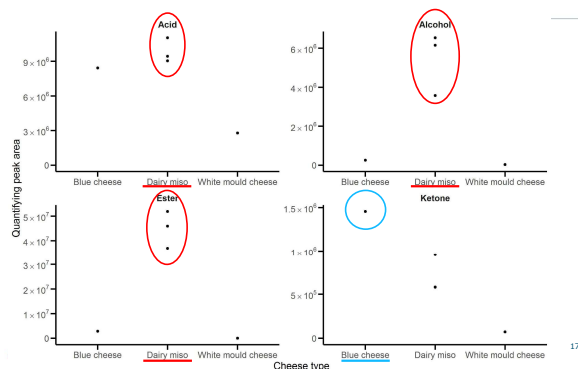 Acid
Alcohol
9 × 10⁶
6 × 10⁶
3 × 10⁶
0
6 × 10⁶
4 × 10⁶
2 × 10⁶
0
Blue cheese Dairy miso White mould cheese
Blue cheese Dairy miso White mould cheese
Quantifying peak area
Ester
Ketone
5 × 10⁷
4 × 10⁷
3 × 10⁷
2 × 10⁷
1 × 10⁷
0
1.5 × 10⁶
1 × 10⁶
5 × 10⁵
0
Blue cheese Dairy miso White mould cheese
Blue cheese Dairy miso White mould cheese
Cheese type
17